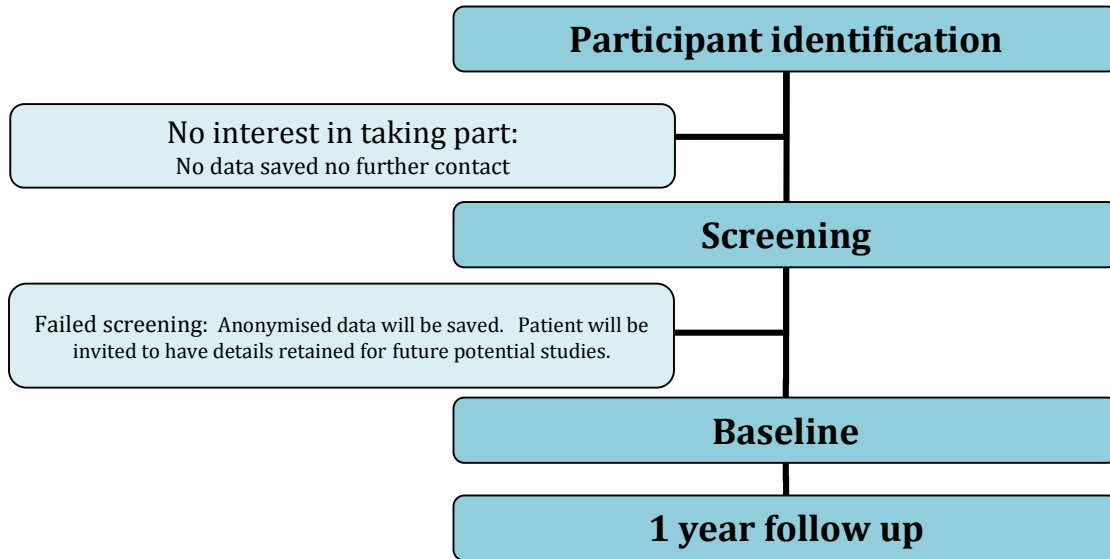 Participant identification
No interest in taking part:
No data saved no further contact
Screening
Failed screening: Anonymised data will be saved. Patient will be
invited to have details retained for future potential studies.
Baseline
1 year follow up